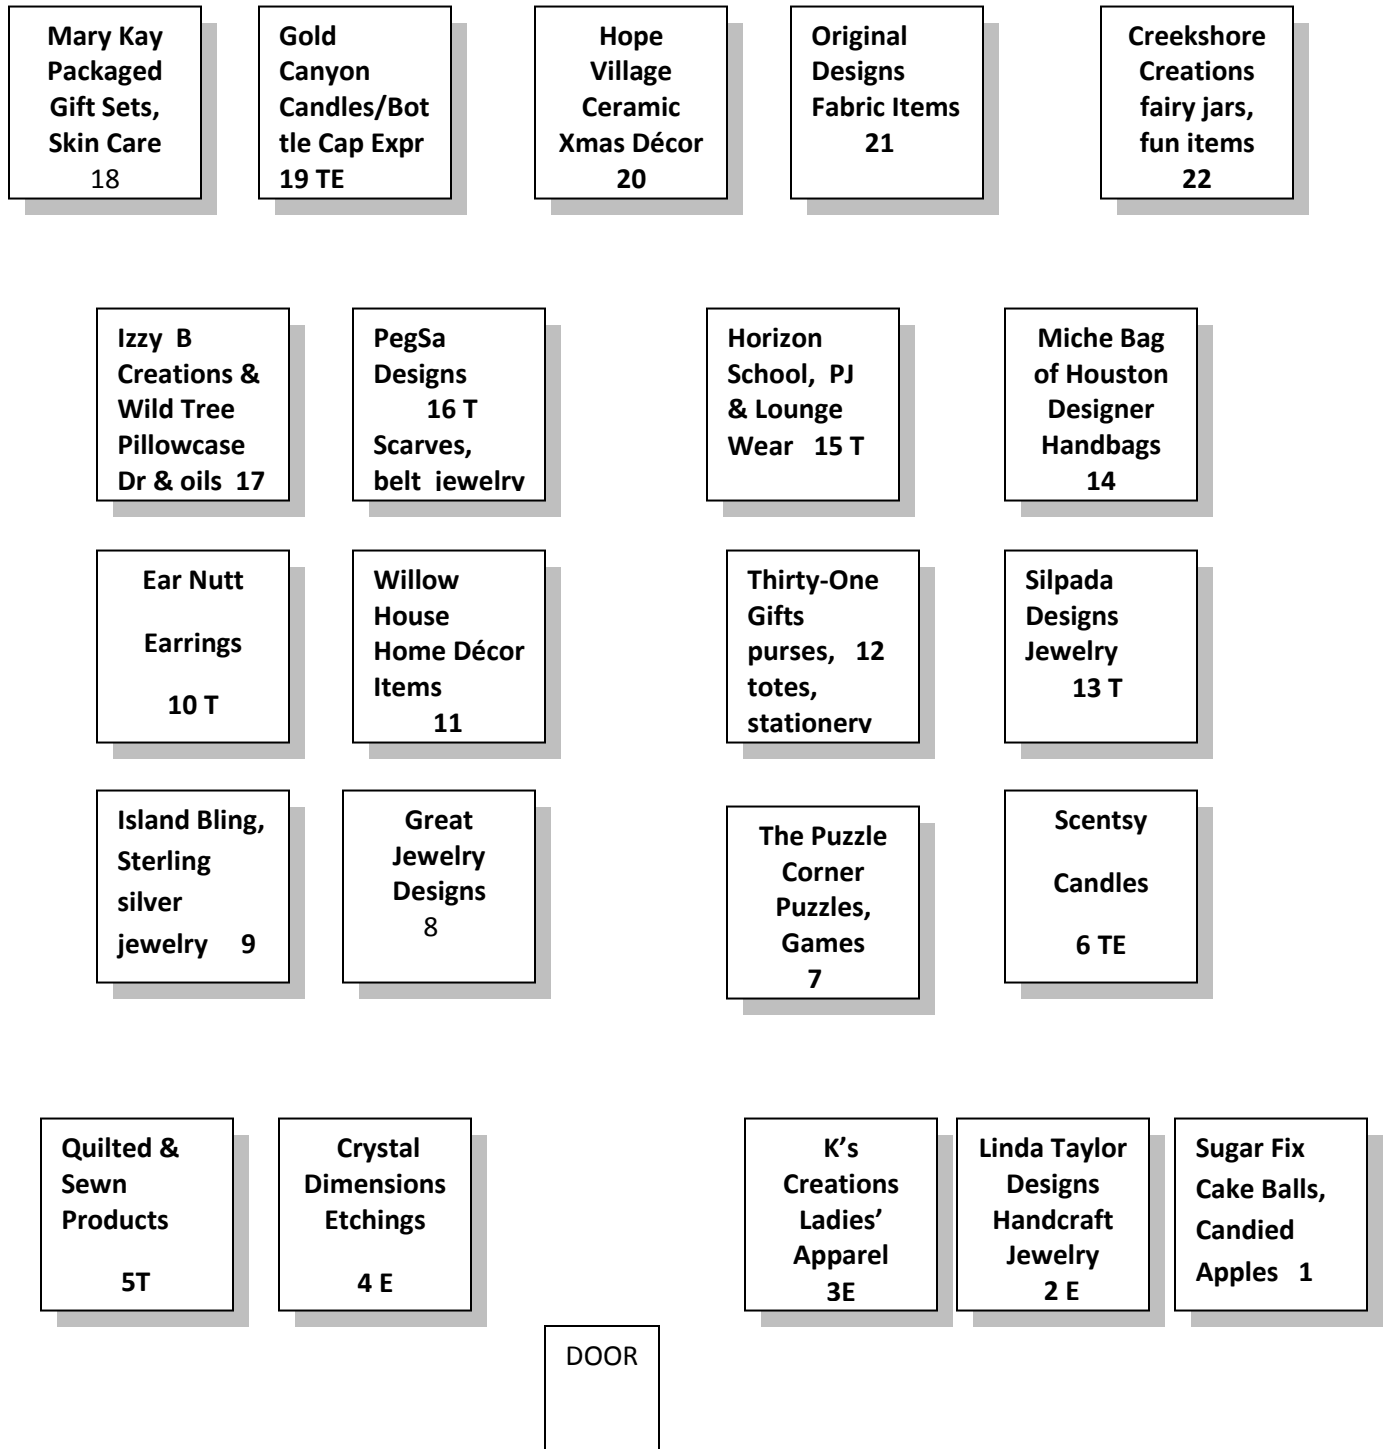 Mary Kay
Packaged
Gift Sets,
Skin Care
18
Gold
Canyon
Candles/Bot
tle Cap Expr
19 TE
Hope
Village
Ceramic
Xmas Décor
20
Original
Designs
Fabric Items
21
Creekshore
Creations
fairy jars,
fun items
22
Izzy B
Creations &
Wild Tree
Pillowcase
Dr & oils 17
PegSa
Designs
16 T
Scarves,
belt jewelry
Horizon
School, PJ
& Lounge
Wear 15 T
Miche Bag
of Houston
Designer
Handbags
14
Ear Nutt
Earrings
10 T
Willow
House
Home Décor
Items
11
Thirty-One
Gifts
purses, 12
totes,
stationery
Silpada
Designs
Jewelry
13 T
Island Bling,
Sterling
silver
jewelry 9
Great
Jewelry
Designs
8
The Puzzle
Corner
Puzzles,
Games
7
Scentsy
Candles
6 TE
Quilted &
Sewn
Products
5T
Crystal
Dimensions
Etchings
4 E
K’s
Creations
Ladies’
Apparel
3E
Linda Taylor
Designs
Handcraft
Jewelry
2 E
Sugar Fix
Cake Balls,
Candied
Apples 1
DOOR